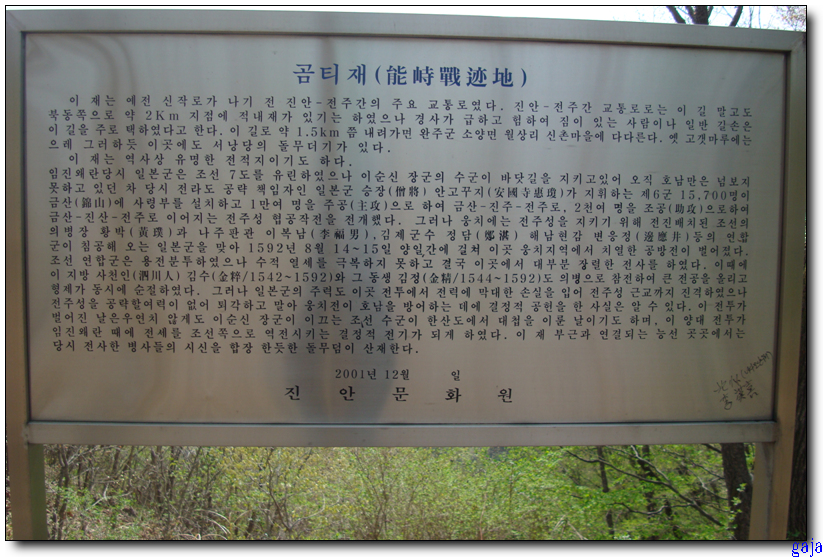 곰티재(能峙戰迹地)
이 재는 예전 신작로가 나기 전 진안-전주간의 주요 교통로였다. 진안-전주간 교통로로는 이 길 말고도
북동쪽으로 약 2Km 지점에 적내재가 있기는 하였으나 경사가 급하고 험하여 짐이 있는 사람이나 일반 길손은
이 길을 주로 택하였다고 한다. 이 길로 약 1.5km 쯤 내려가면 완주군 소양면 월상리 신촌마을에 다다른다. 옛 고갯마루에는
으레 그러하듯 이곳에도 서낭당의 돌무더기가 있다.
이 재는 역사상 유명한 전적지이기도 하다.
임진왜란당시 일본군은 조선 7도를 유린하였으나 이순신 장군의 수군이 바닷길을 지키고있어 오직 호남만은 넘보지
못하고 있던 차 당시 전라도 공략 책임자인 일본군 승장(僧將) 안고꾸지(安國寺惠瓊)가 지휘하는 제6군 15,700명이
금산(錦山)에 사령부를 설치하고 1만여 명을 주공(主攻)으로 하여 금산-진주-전주로, 2천여 명을 조공(助攻)으로하여
금산-진산-전주로 이어지는 전주성 협공작전을 전개했다. 그러나 웅치에는 전주성을 지키기 위해 전진배치된 조선의
의병장 황박(黃璞)과 나주판관 이복남(李福男),김제군수 정담(鄭湛) 해남현감 변응정(邊應井)등의 연합
군이 침공해 오는 일본군을 맞아 1592년 8월 14~15일 양일간에 걸쳐 이곳 웅치지역에서 치열한 공방전이 벌어졌다.
조선 연합군은 용전분투하였으나 수적 열세를 극복하지 못하고 결국 이곳에서 대부분 장렬한 전사를 하였다. 이때에
이 지방 사천인(泗川人) 김수(金粹/1542~1592)와 그 동생 김정(金精/1544~1592)도 의병으로 참전하여 큰 전공을 올리고
형제가 동시에 순절하였다. 그러나 일본군의 주력도 이곳 전투에서 전력에 막대한 손실을 입어 전주성 근교까지 진격하였으나
전주성을 공략할여력이 없어 퇴각하고 말아 웅치전이 호남을 방어하는 데에 결정적 공헌을 한 사실은 알 수 있다. 이 전투가
벌어진 날은우연치 않게도 이순신 장군이 이끄는 조선 수군이 한산도에서 대첩을 이룬 날이기도 하며, 이 양대 전투가
임진왜란 때에 전세를 조선쪽으로 역전시키는 결정적 전기가 되게 하였다. 이 재 부근과 연결되는 능선 곳곳에서는
당시 전사한 병사들의 시신을 합장 한듯한 돌무덤이 산재한다.
2001년 12월 일
진 안 문 화 원
gaja